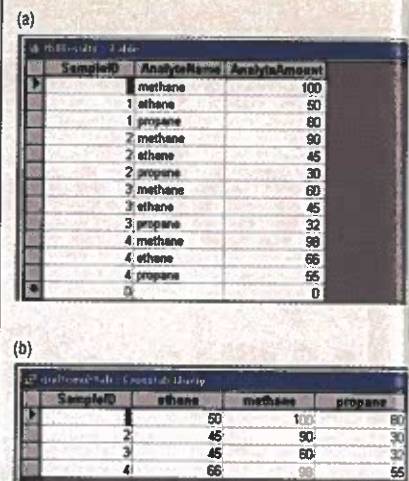 (a)
Table
SampleID AnalyteName AnalyteAmount
methane 100
1 ethane 50
1 propane 80
2 methane 90
2 ethane 45
2 propane 30
3 methane 60
3 ethane 45
3 propane 32
4 methane 98
4 ethane 66
4 propane 55
0 0
(b)
Crosstab Query
SampleID ethane methane propane
50 100 80
2 45 90 30
3 45 60 32
4 66 98 55